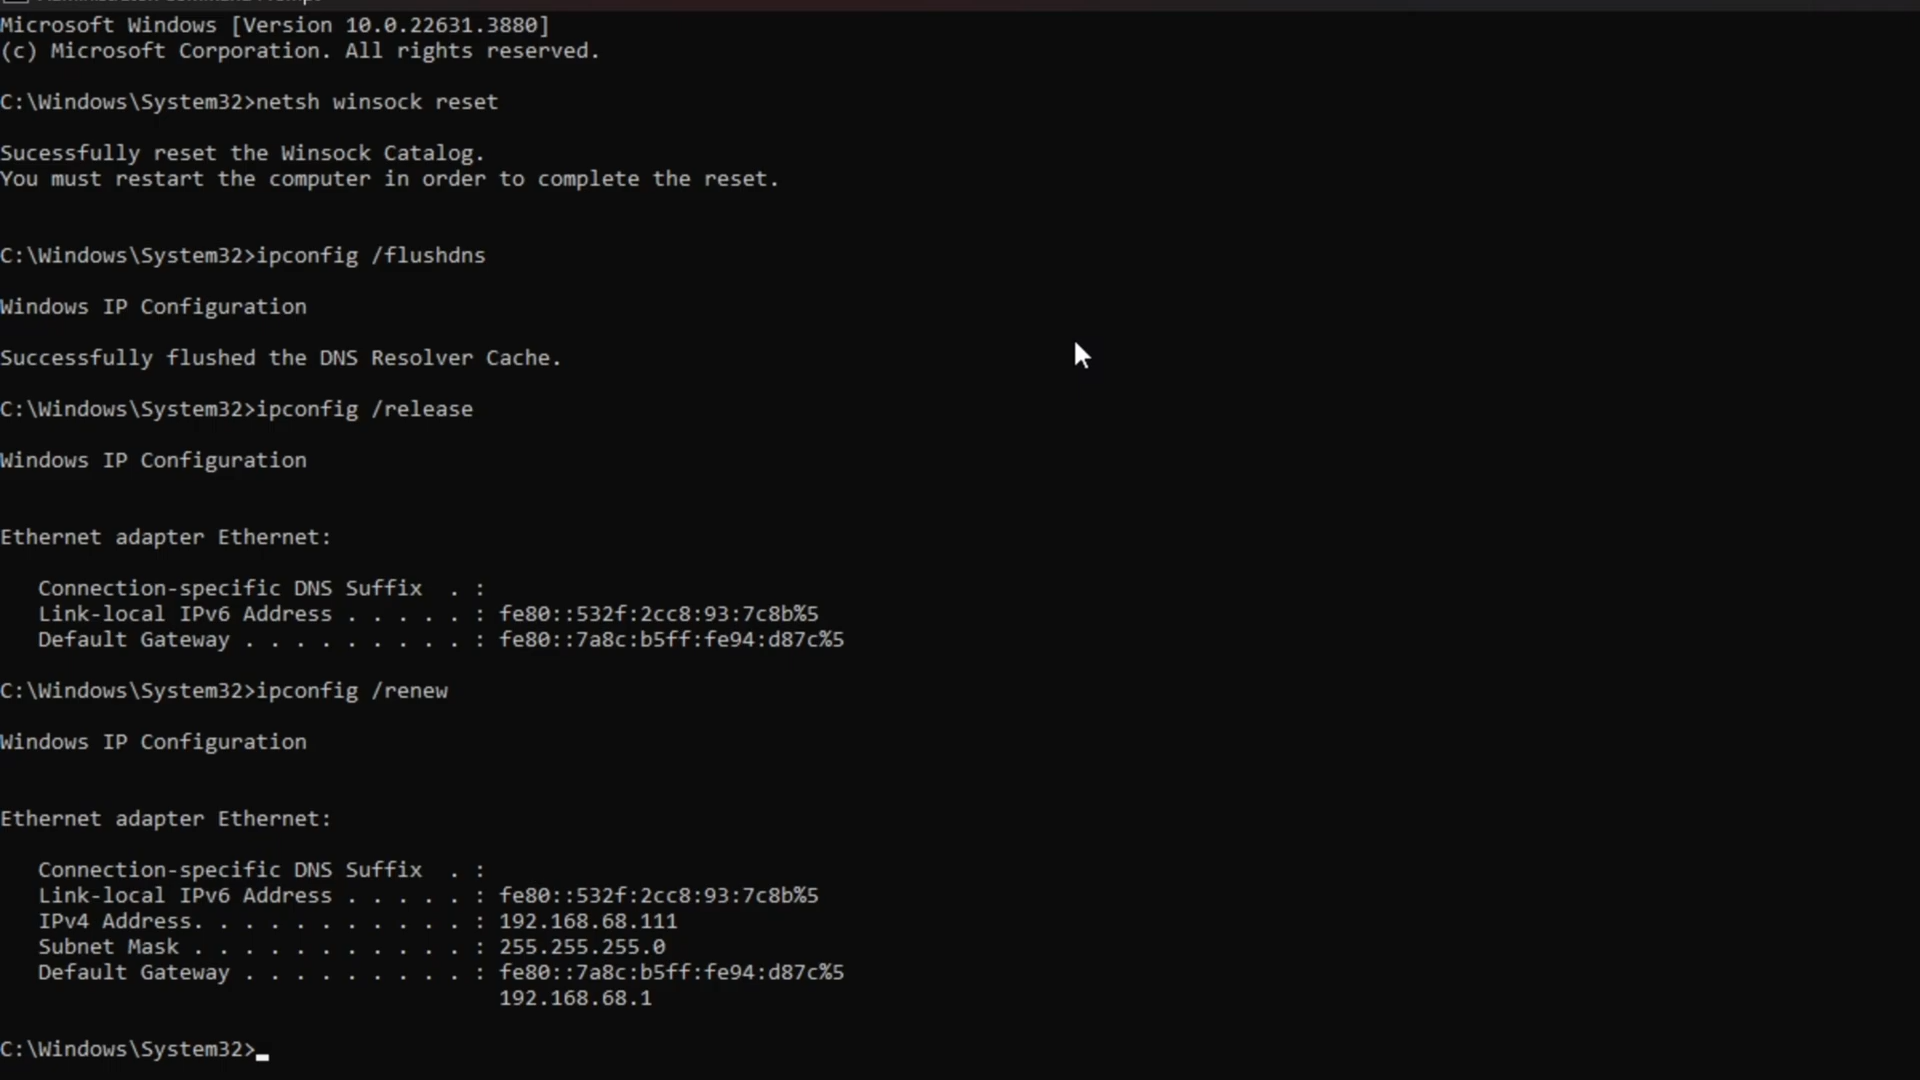 Microsoft Windows [Version 10.0.22631.3880]
(c) Microsoft Corporation. All rights reserved.
C:\Windows\System32>netsh winsock reset
Sucessfully reset the Winsock Catalog.
You must restart the computer in order to complete the reset.
C:\Windows\System32>ipconfig /flushdns
Windows IP Configuration
Successfully flushed the DNS Resolver Cache.
C:\Windows\System32>ipconfig /release
Windows IP Configuration
Ethernet adapter Ethernet:
Connection-specific DNS Suffix  . :
Link-local IPv6 Address . . . . . : fe80::532f:2cc8:93:7c8b%5
Default Gateway . . . . . . . . . : fe80::7a8c:b5ff:fe94:d87c%5
C:\Windows\System32>ipconfig /renew
Windows IP Configuration
Ethernet adapter Ethernet:
Connection-specific DNS Suffix  . :
Link-local IPv6 Address . . . . . : fe80::532f:2cc8:93:7c8b%5
IPv4 Address. . . . . . . . . . . : 192.168.68.111
Subnet Mask . . . . . . . . . . . : 255.255.255.0
Default Gateway . . . . . . . . . : fe80::7a8c:b5ff:fe94:d87c%5
192.168.68.1
C:\Windows\System32>